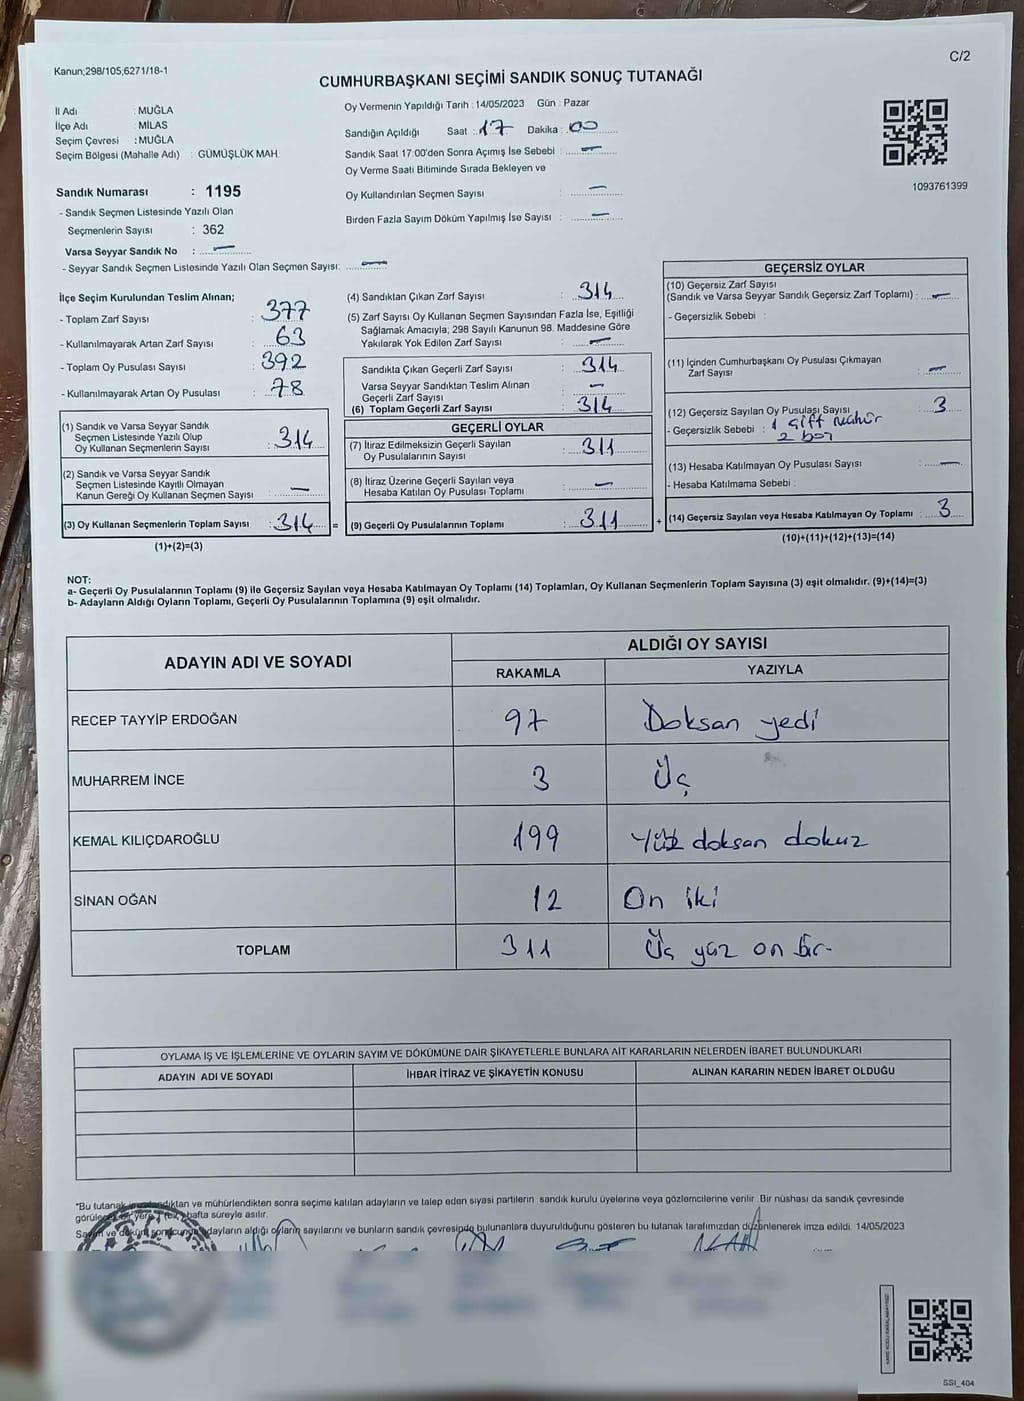 Kanun;298/105;6271/18-1
C/2
CUMHURBAŞKANI SEÇİMİ SANDIK SONUÇ TUTANAĞI
İl Adı : MUĞLA
İlçe Adı : MİLAS
Seçim Çevresi : MUĞLA
Seçim Bölgesi (Mahalle Adı) : GÜMÜŞLÜK MAH.
Oy Vermenin Yapıldığı Tarih : 14/05/2023 Gün : Pazar
Sandığın Açıldığı Saat : 17 Dakika : 00
Sandık Saat 17:00'den Sonra Açımış İse Sebebi : —
Oy Verme Saati Bitiminde Sırada Bekleyen ve
Oy Kullandırılan Seçmen Sayısı : —
Birden Fazla Sayım Döküm Yapılmış İse Sayısı : —
1093761399
Sandık Numarası : 1195
- Sandık Seçmen Listesinde Yazılı Olan
Seçmenlerin Sayısı : 362
Varsa Seyyar Sandık No : —
- Seyyar Sandık Seçmen Listesinde Yazılı Olan Seçmen Sayısı: —
İlçe Seçim Kurulundan Teslim Alınan;
- Toplam Zarf Sayısı : 377
- Kullanılmayarak Artan Zarf Sayısı : 63
- Toplam Oy Pusulası Sayısı : 392
- Kullanılmayarak Artan Oy Pusulası : 78
(1) Sandık ve Varsa Seyyar Sandık
Seçmen Listesinde Yazılı Olup
Oy Kullanan Seçmenlerin Sayısı : 314
(2) Sandık ve Varsa Seyyar Sandık
Seçmen Listesinde Kayıtlı Olmayan
Kanun Gereği Oy Kullanan Seçmen Sayısı : —
(3) Oy Kullanan Seçmenlerin Toplam Sayısı : 314 =
(1)+(2)=(3)
(4) Sandıktan Çıkan Zarf Sayısı : 314
(5) Zarf Sayısı Oy Kullanan Seçmen Sayısından Fazla İse, Eşitliği
Sağlamak Amacıyla; 298 Sayılı Kanunun 98. Maddesine Göre
Yakılarak Yok Edilen Zarf Sayısı : —
Sandıkta Çıkan Geçerli Zarf Sayısı : 314
Varsa Seyyar Sandıktan Teslim Alınan
Geçerli Zarf Sayısı : —
(6) Toplam Geçerli Zarf Sayısı : 314
GEÇERLİ OYLAR
(7) İtiraz Edilmeksizin Geçerli Sayılan
Oy Pusulalarının Sayısı : 311
(8) İtiraz Üzerine Geçerli Sayılan veya
Hesaba Katılan Oy Pusulası Toplamı : —
(9) Geçerli Oy Pusulalarının Toplamı : 311 +
GEÇERSİZ OYLAR
(10) Geçersiz Zarf Sayısı
(Sandık ve Varsa Seyyar Sandık Geçersiz Zarf Toplamı) : —
- Geçersizlik Sebebi :
(11) İçinden Cumhurbaşkanı Oy Pusulası Çıkmayan
Zarf Sayısı : —
(12) Geçersiz Sayılan Oy Pusulası Sayısı : 3
- Geçersizlik Sebebi : 1 çift mühür
2 boş
(13) Hesaba Katılmayan Oy Pusulası Sayısı : —
- Hesaba Katılmama Sebebi :
(14) Geçersiz Sayılan veya Hesaba Katılmayan Oy Toplamı : 3
(10)+(11)+(12)+(13)=(14)
NOT:
a- Geçerli Oy Pusulalarının Toplamı (9) ile Geçersiz Sayılan veya Hesaba Katılmayan Oy Toplamı (14) Toplamları, Oy Kullanan Seçmenlerin Toplam Sayısına (3) eşit olmalıdır. (9)+(14)=(3)
b- Adayların Aldığı Oyların Toplamı, Geçerli Oy Pusulalarının Toplamına (9) eşit olmalıdır.
ADAYIN ADI VE SOYADI
ALDIĞI OY SAYISI
RAKAMLA YAZIYLA
RECEP TAYYİP ERDOĞAN 97 Doksan yedi
MUHARREM İNCE 3 Üç
KEMAL KILIÇDAROĞLU 199 Yüz doksan dokuz
SİNAN OĞAN 12 On iki
TOPLAM 311 Üç yüz on bir
OYLAMA İŞ VE İŞLEMLERİNE VE OYLARIN SAYIM VE DÖKÜMÜNE DAİR ŞİKAYETLERLE BUNLARA AİT KARARLARIN NELERDEN İBARET BULUNDUKLARI
ADAYIN ADI VE SOYADI İHBAR İTİRAZ VE ŞİKAYETİN KONUSU ALINAN KARARIN NEDEN İBARET OLDUĞU
"Bu tutanak ve mühürlendikten sonra seçime katılan adayların ve talep eden siyasi partilerin sandık kurulu üyelerine veya gözlemcilerine verilir. Bir nüshası da sandık çevresinde
bir yere hafta süreyle asılır.
Sayım ve adayların aldığı oyların sayılarını ve bunların sandık çevresinde bulunanlara duyurulduğunu gösteren bu tutanak tarafımızdan düzenlenerek imza edildi. 14/05/2023
SSI_404